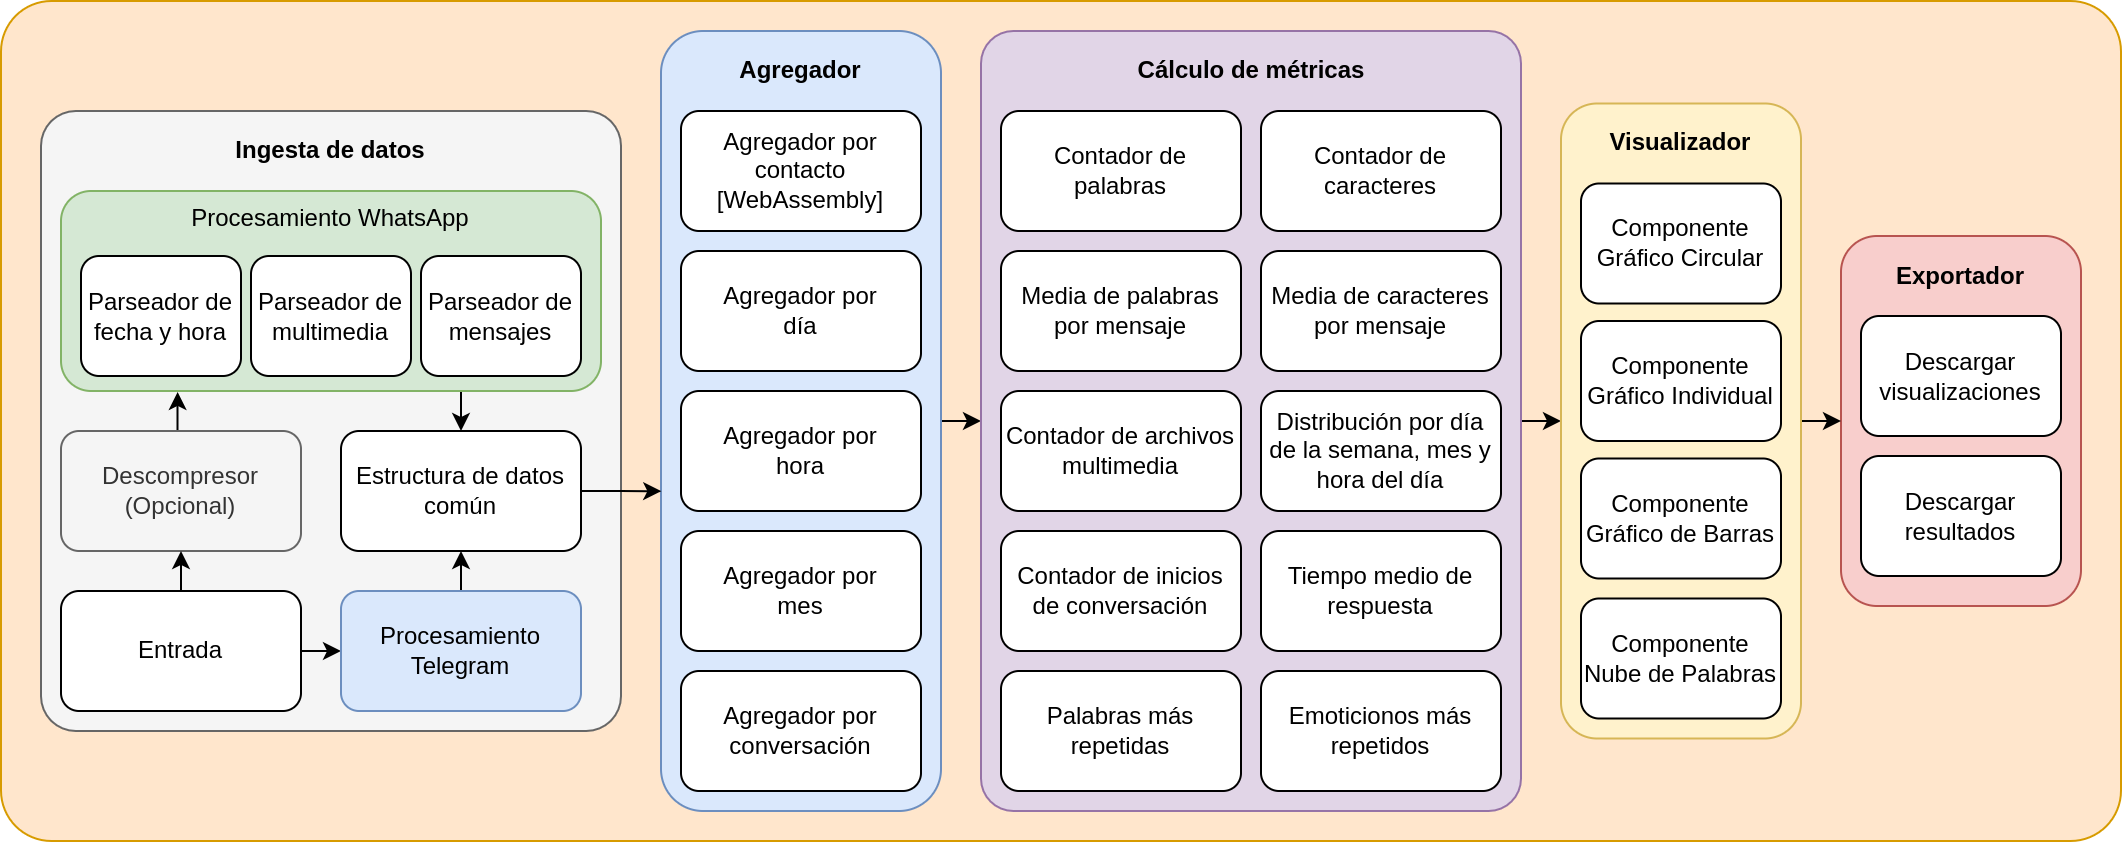 Ingesta de datos
Procesamiento WhatsApp
Parseador de
fecha y hora
Parseador de
multimedia
Parseador de
mensajes
Descompresor
(Opcional)
Estructura de datos
común
Entrada
Procesamiento
Telegram
Agregador
Agregador por
contacto
[WebAssembly]
Agregador por
día
Agregador por
hora
Agregador por
mes
Agregador por
conversación
Cálculo de métricas
Contador de
palabras
Contador de
caracteres
Media de palabras
por mensaje
Media de caracteres
por mensaje
Contador de archivos
multimedia
Distribución por día
de la semana, mes y
hora del día
Contador de inicios
de conversación
Tiempo medio de
respuesta
Palabras más
repetidas
Emoticionos más
repetidos
Visualizador
Componente
Gráfico Circular
Componente
Gráfico Individual
Componente
Gráfico de Barras
Componente
Nube de Palabras
Exportador
Descargar
visualizaciones
Descargar
resultados